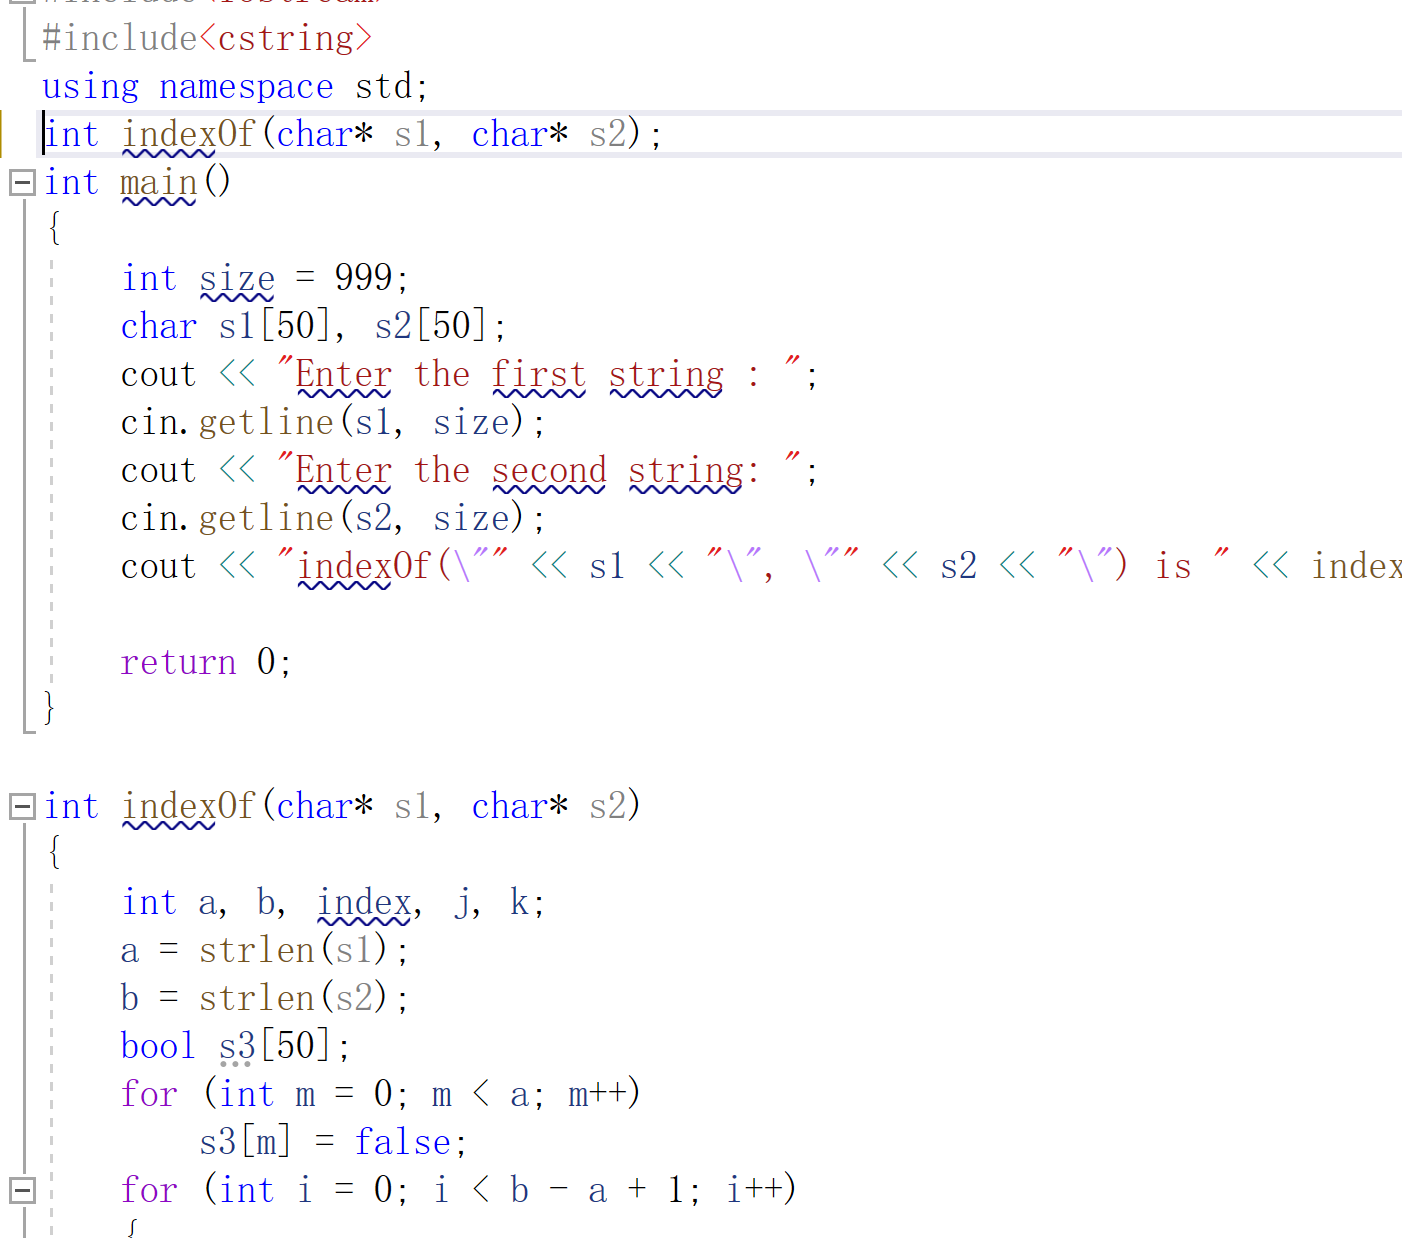 #include<iostream>
#include<cstring>
using namespace std;
int indexOf(char* s1, char* s2);
int main()
{
    int size = 999;
    char s1[50], s2[50];
    cout << "Enter the first string : ";
    cin.getline(s1, size);
    cout << "Enter the second string: ";
    cin.getline(s2, size);
    cout << "indexOf(\"" << s1 << "\", \"" << s2 << "\") is " << index
    return 0;
}
int indexOf(char* s1, char* s2)
{
    int a, b, index, j, k;
    a = strlen(s1);
    b = strlen(s2);
    bool s3[50];
    for (int m = 0; m < a; m++)
        s3[m] = false;
    for (int i = 0; i < b - a + 1; i++)
    {